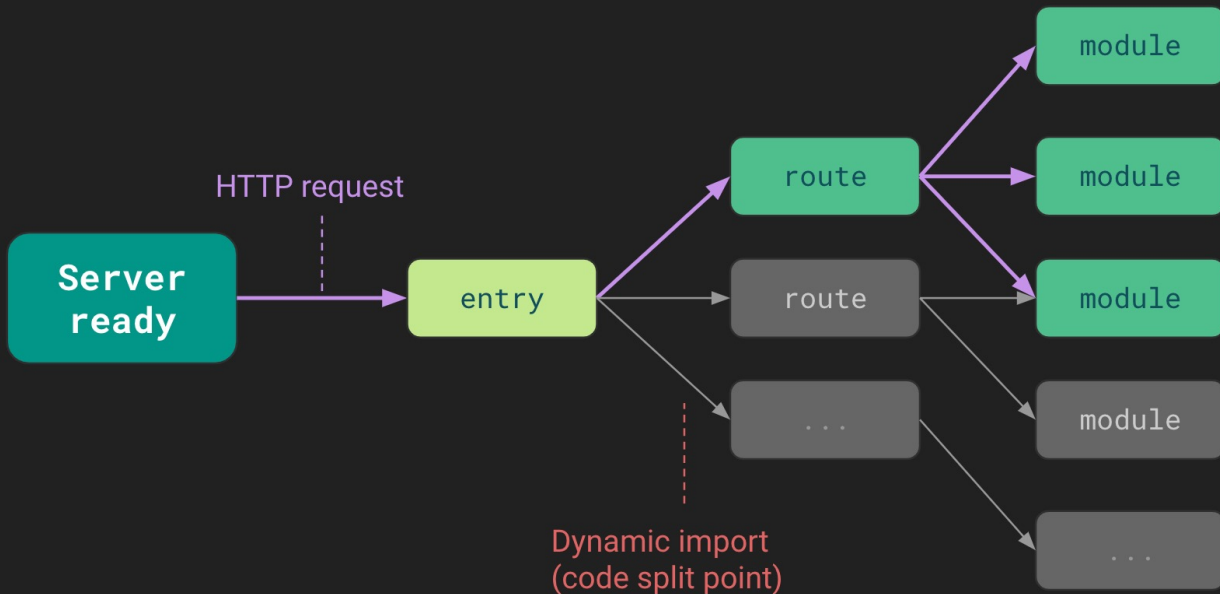 HTTP request
Server
ready
entry
route
route
...
Dynamic import
(code split point)
module
module
module
module
...